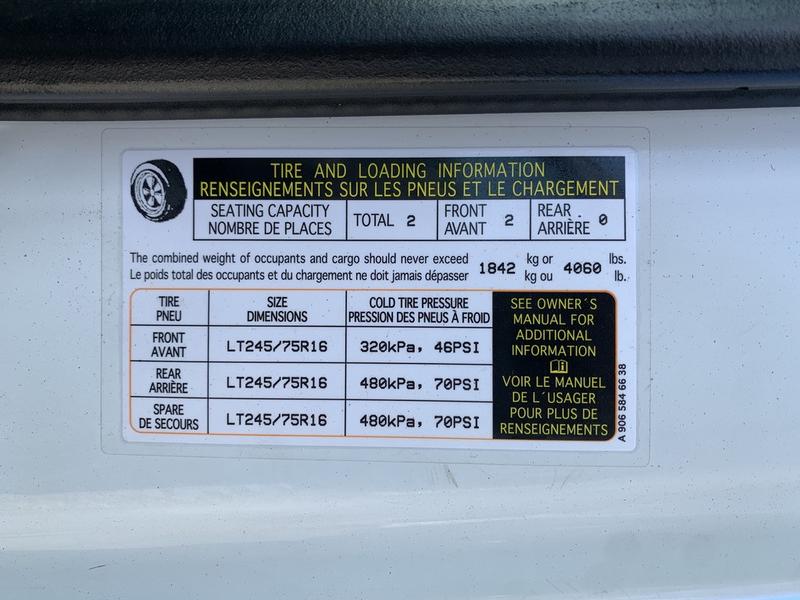 TIRE AND LOADING INFORMATION
RENSEIGNEMENTS SUR LES PNEUS ET LE CHARGEMENT
SEATING CAPACITY
NOMBRE DE PLACES
TOTAL 2
FRONT
AVANT
2
REAR
ARRIÈRE
0
The combined weight of occupants and cargo should never exceed
Le poids total des occupants et du chargement ne doit jamais dépasser
1842
kg or
kg ou
4060
lbs.
lb.
TIRE
PNEU
SIZE
DIMENSIONS
COLD TIRE PRESSURE
PRESSION DES PNEUS À FROID
FRONT
AVANT
LT245/75R16
320kPa, 46PSI
REAR
ARRIÈRE
LT245/75R16
480kPa, 70PSI
SPARE
DE SECOURS
LT245/75R16
480kPa, 70PSI
SEE OWNER´S
MANUAL FOR
ADDITIONAL
INFORMATION
VOIR LE MANUEL
DE L´USAGER
POUR PLUS DE
RENSEIGNEMENTS
A 906 584 66 38